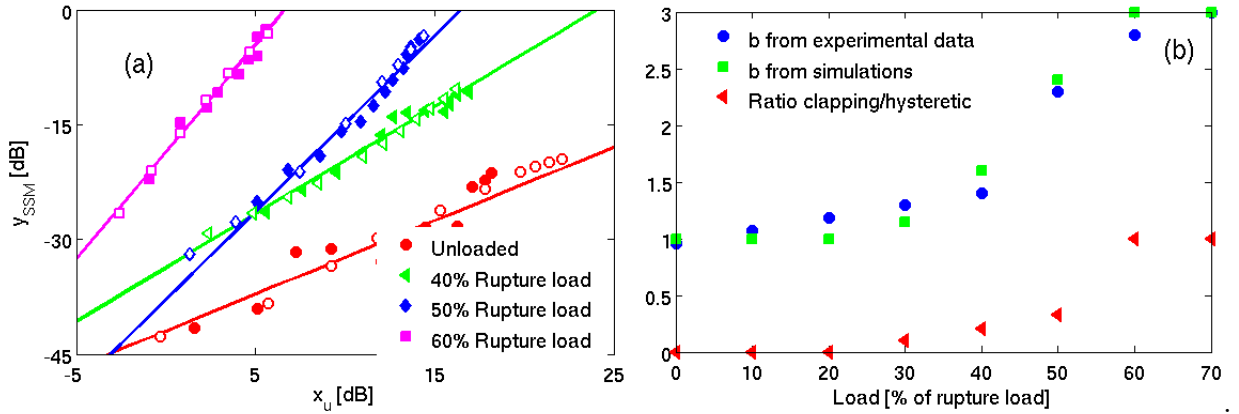 (a)
0
-15
-30
-45
y_SSM [dB]
-5
5
15
25
x_u [dB]
Unloaded
40% Rupture load
50% Rupture load
60% Rupture load
(b)
b from experimental data
b from simulations
Ratio clapping/hysteretic
3
2.5
2
1.5
1
0.5
0
0
10
20
30
40
50
60
70
Load [% of rupture load]
.